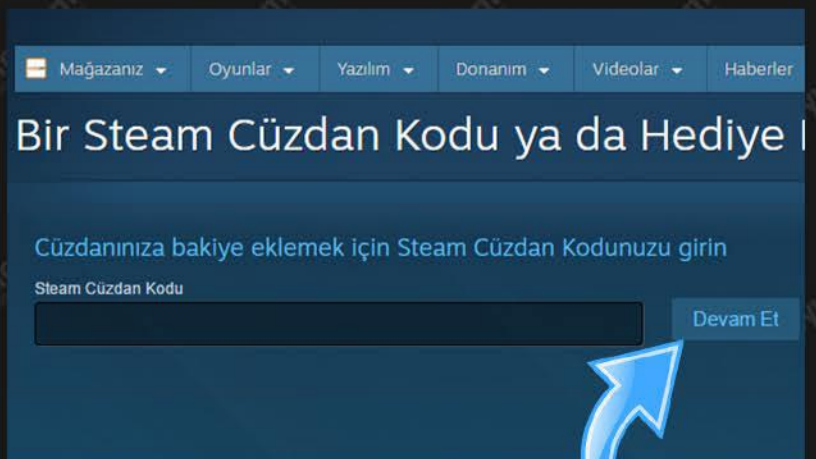 Mağazanız Oyunlar Yazılım Donanım Videolar Haberler
Bir Steam Cüzdan Kodu ya da Hediye
Cüzdanınıza bakiye eklemek için Steam Cüzdan Kodunuzu girin
Steam Cüzdan Kodu
Devam Et